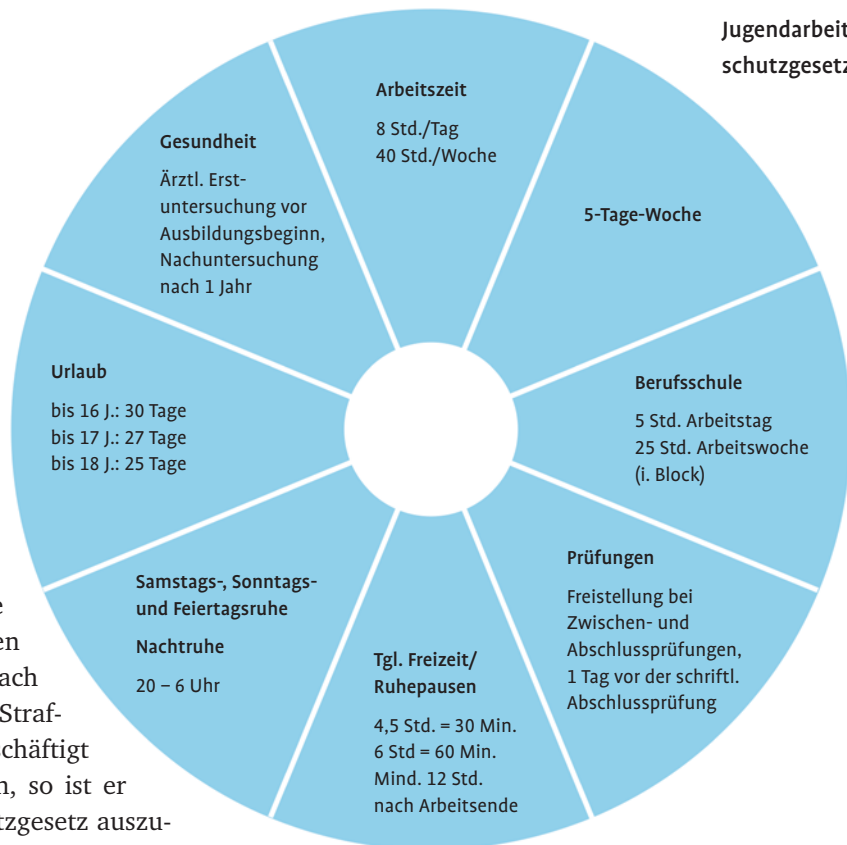 Jugendarbeit
schutzgesetz
Arbeitszeit
8 Std./Tag
40 Std./Woche
5-Tage-Woche
Berufsschule
5 Std. Arbeitstag
25 Std. Arbeitswoche
(i. Block)
Prüfungen
Freistellung bei
Zwischen- und
Abschlussprüfungen,
1 Tag vor der schriftl.
Abschlussprüfung
Tgl. Freizeit/
Ruhepausen
4,5 Std. = 30 Min.
6 Std = 60 Min.
Mind. 12 Std.
nach Arbeitsende
Samstags-, Sonntags-
und Feiertagsruhe
Nachtruhe
20 – 6 Uhr
Urlaub
bis 16 J.: 30 Tage
bis 17 J.: 27 Tage
bis 18 J.: 25 Tage
Gesundheit
Ärztl. Erst-
untersuchung vor
Ausbildungsbeginn,
Nachuntersuchung
nach 1 Jahr
e
en
ach
Straf-
schäftigt
n, so ist er
tzgesetz auszu-